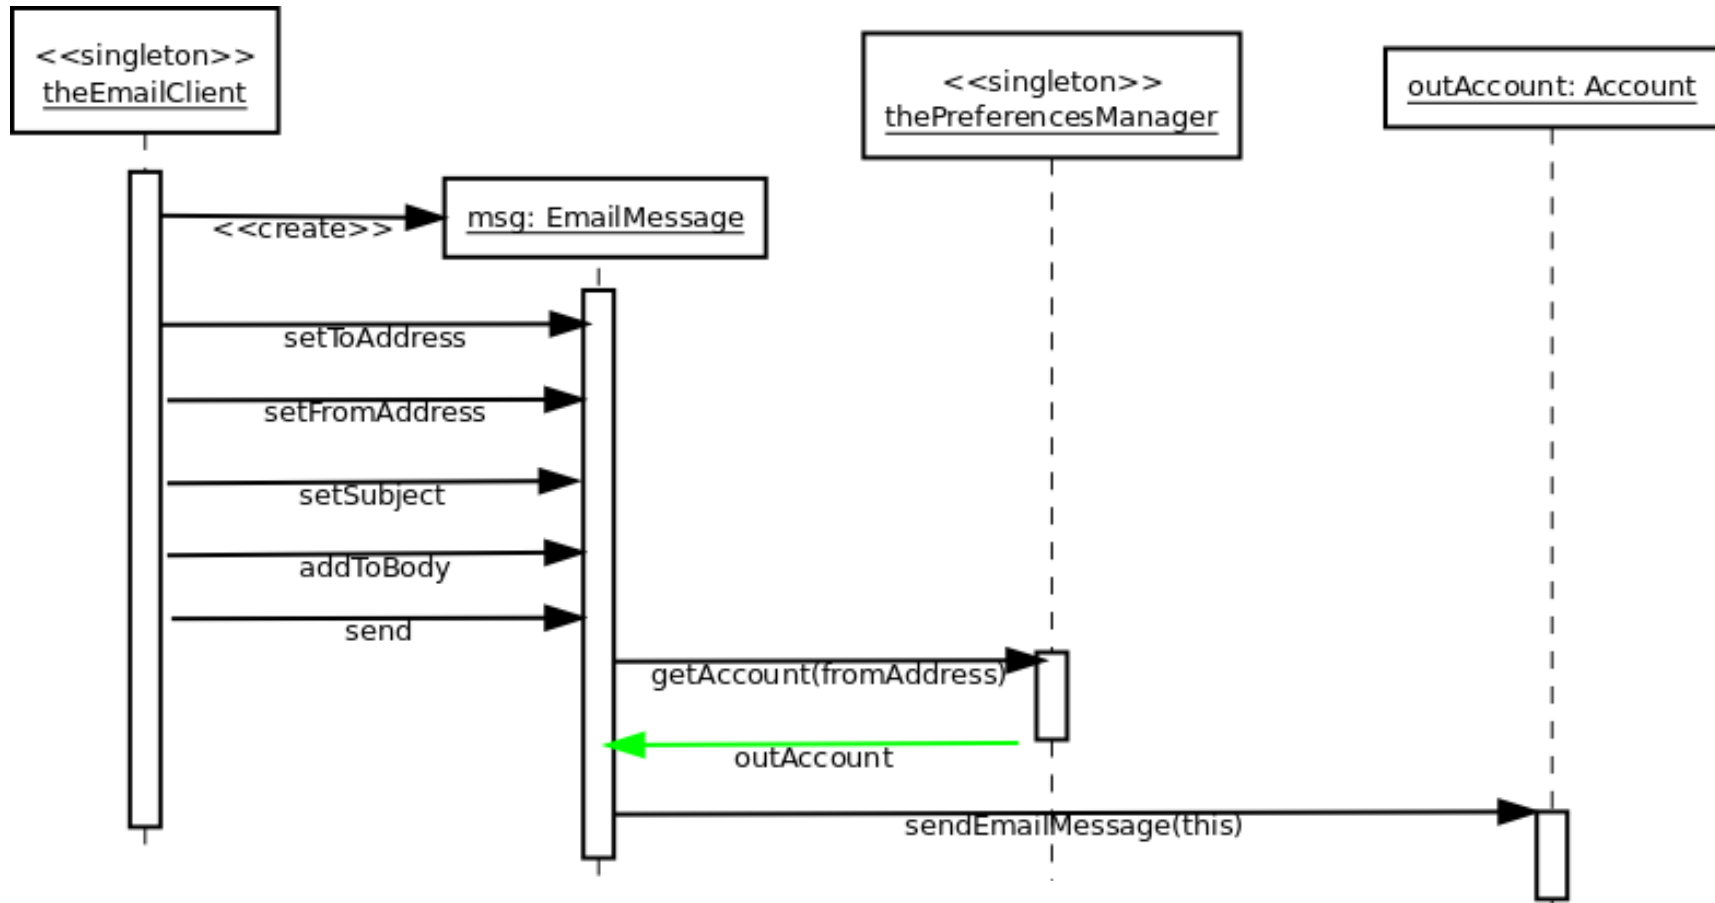 <<singleton>>
theEmailClient
<<singleton>>
thePreferencesManager
outAccount: Account
<<create>>
msg: EmailMessage
setToAddress
setFromAddress
setSubject
addToBody
send
getAccount(fromAddress)
outAccount
sendEmailMessage(this)